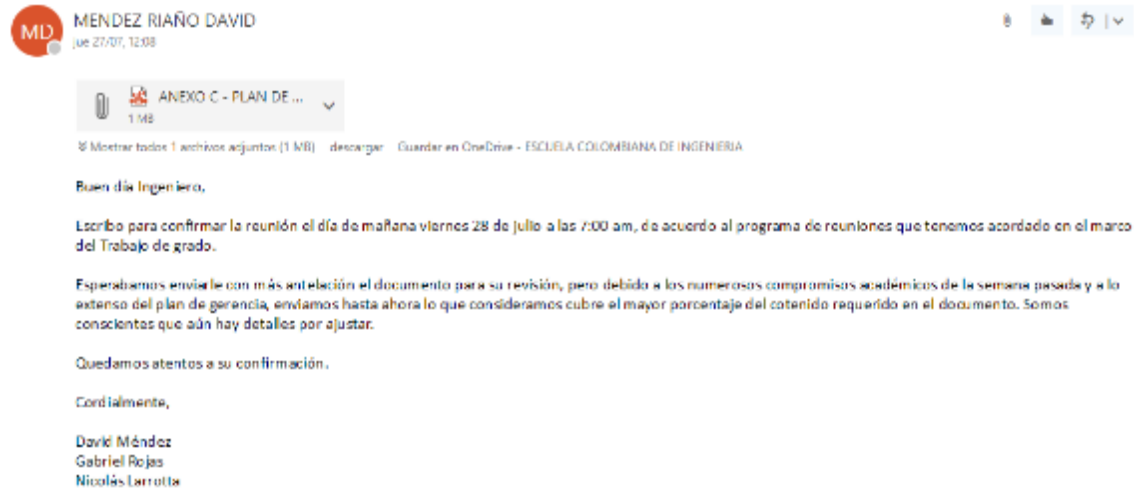 MD
MENDEZ RIAÑO DAVID
jue 27/07, 12:08
ANEXO C - PLAN DE ...
1 MB
Mostrar todos 1 archivos adjuntos (1 MB) descargar Guardar en OneDrive - ESCUELA COLOMBIANA DE INGENIERIA
Buen día Ingeniero,
Escribo para confirmar la reunión el día de mañana viernes 28 de julio a las 7:00 am, de acuerdo al programa de reuniones que tenemos acordado en el marco
del Trabajo de grado.
Esperabamos enviarle con más antelación el documento para su revisión, pero debido a los numerosos compromisos académicos de la semana pasada y a lo
extenso del plan de gerencia, enviamos hasta ahora lo que consideramos cubre el mayor porcentaje del cotenido requerido en el documento. Somos
conscientes que aún hay detalles por ajustar.
Quedamos atentos a su confirmación.
Cordialmente,
David Méndez
Gabriel Rojas
Nicolás Larrotta